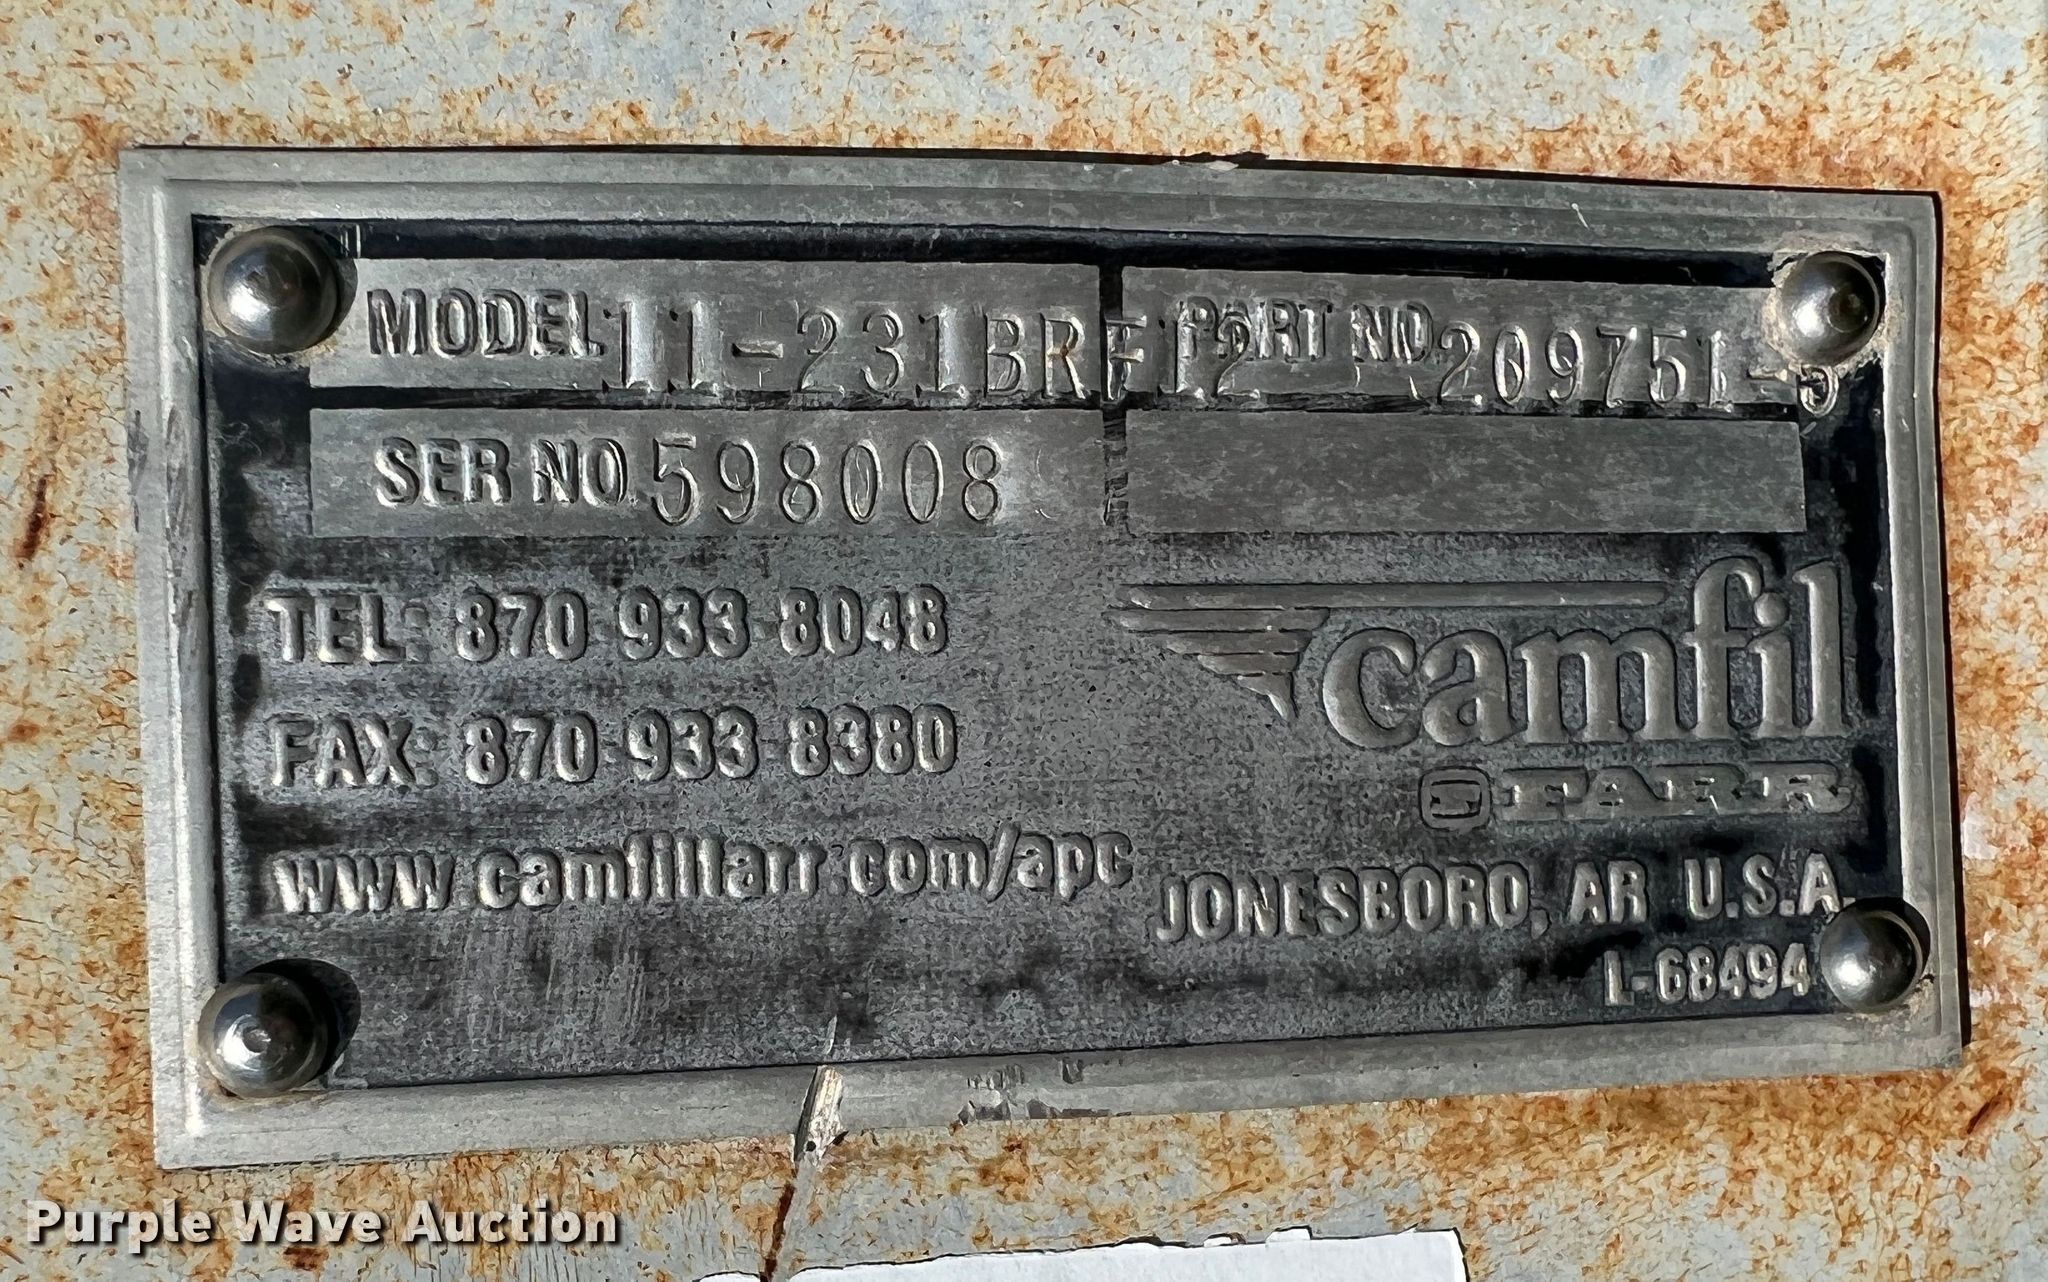 MODEL 11-231BRF12 PART NO. 209751-
SER NO. 598008
TEL: 870-933-8048
FAX: 870-933-8380
www.camfilfarr.com/apc
camfil
FARR
JONESBORO, AR U.S.A.
L-68494
Purple Wave Auction